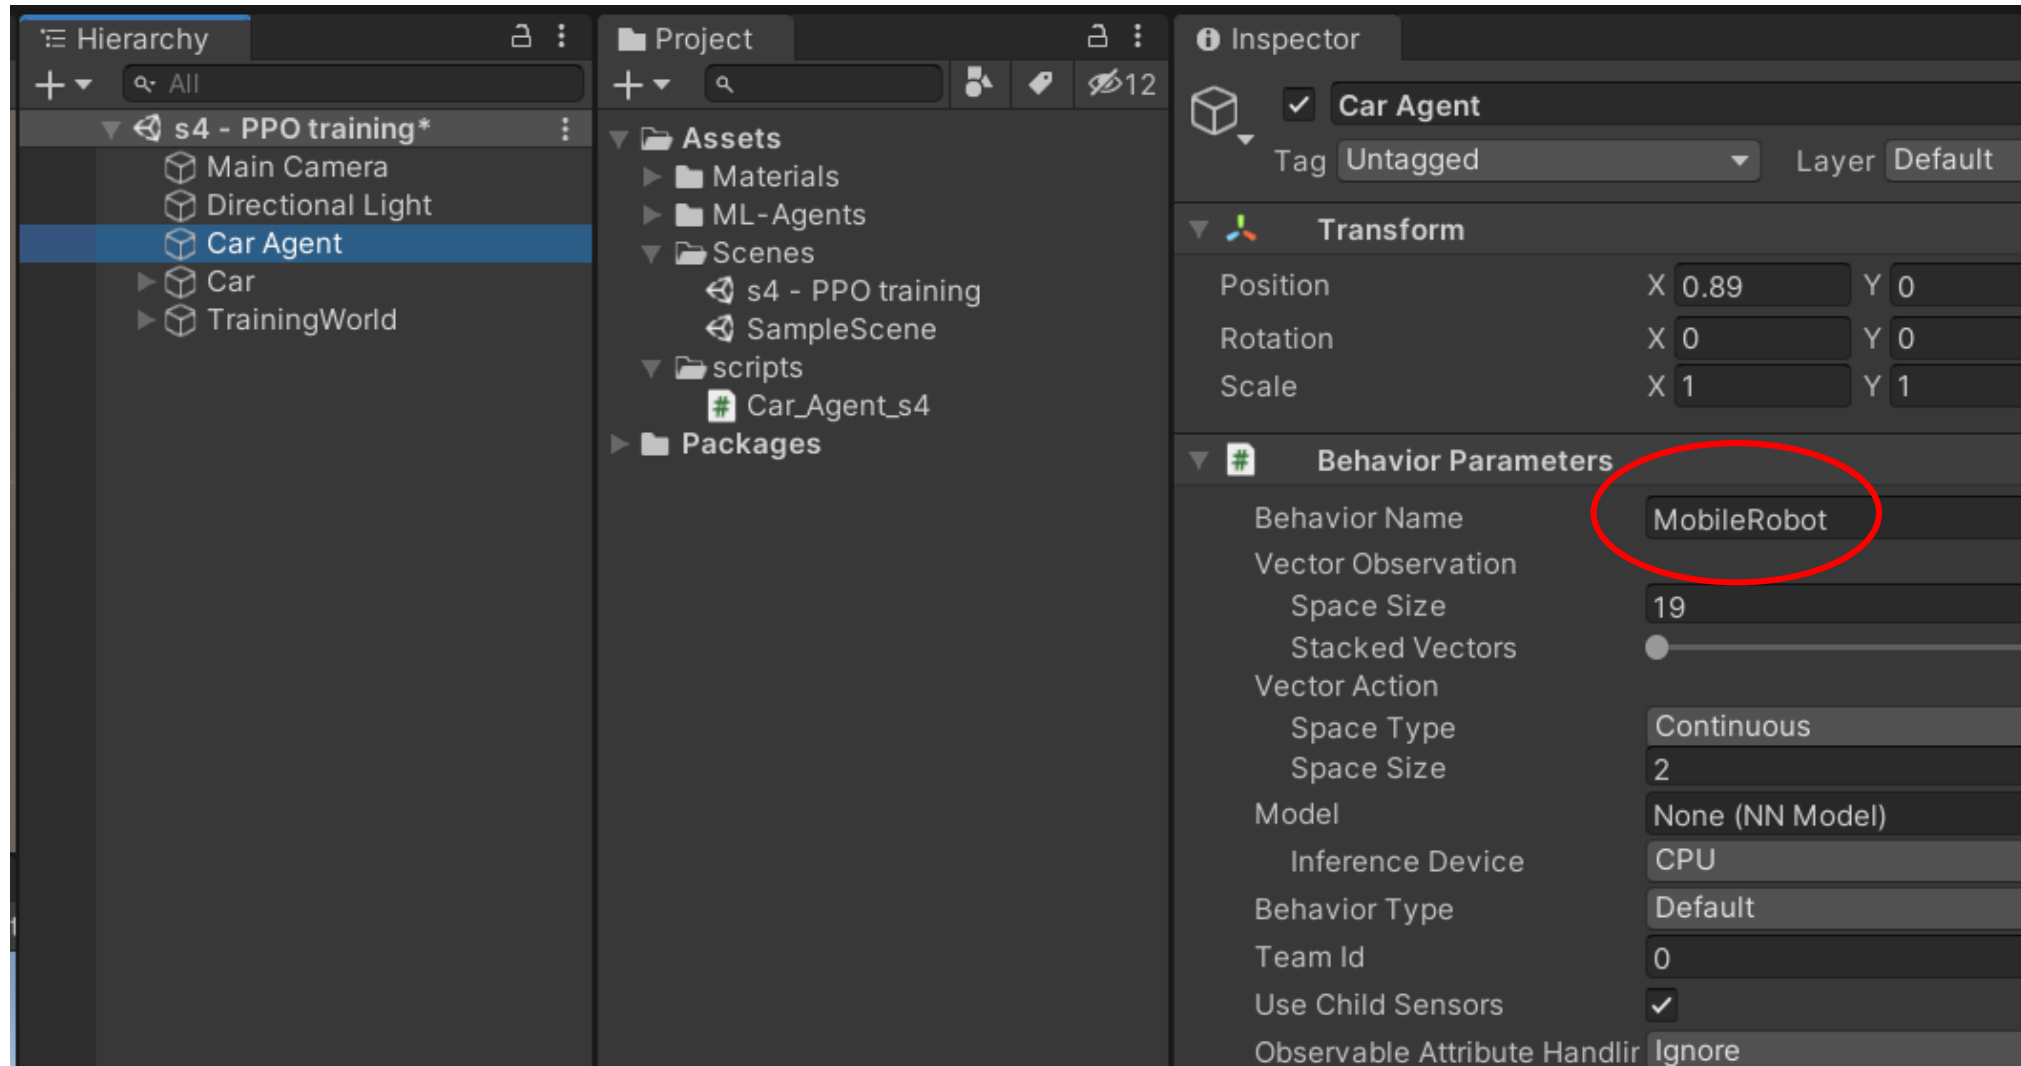 Hierarchy
All
s4 - PPO training*
Main Camera
Directional Light
Car Agent
Car
TrainingWorld
Project
12
Assets
Materials
ML-Agents
Scenes
s4 - PPO training
SampleScene
scripts
Car_Agent_s4
Packages
Inspector
Car Agent
Tag Untagged Layer Default
Transform
Position X 0.89 Y 0
Rotation X 0 Y 0
Scale X 1 Y 1
Behavior Parameters
Behavior Name MobileRobot
Vector Observation
Space Size 19
Stacked Vectors
Vector Action
Space Type Continuous
Space Size 2
Model None (NN Model)
Inference Device CPU
Behavior Type Default
Team Id 0
Use Child Sensors
Observable Attribute Handlir Ignore